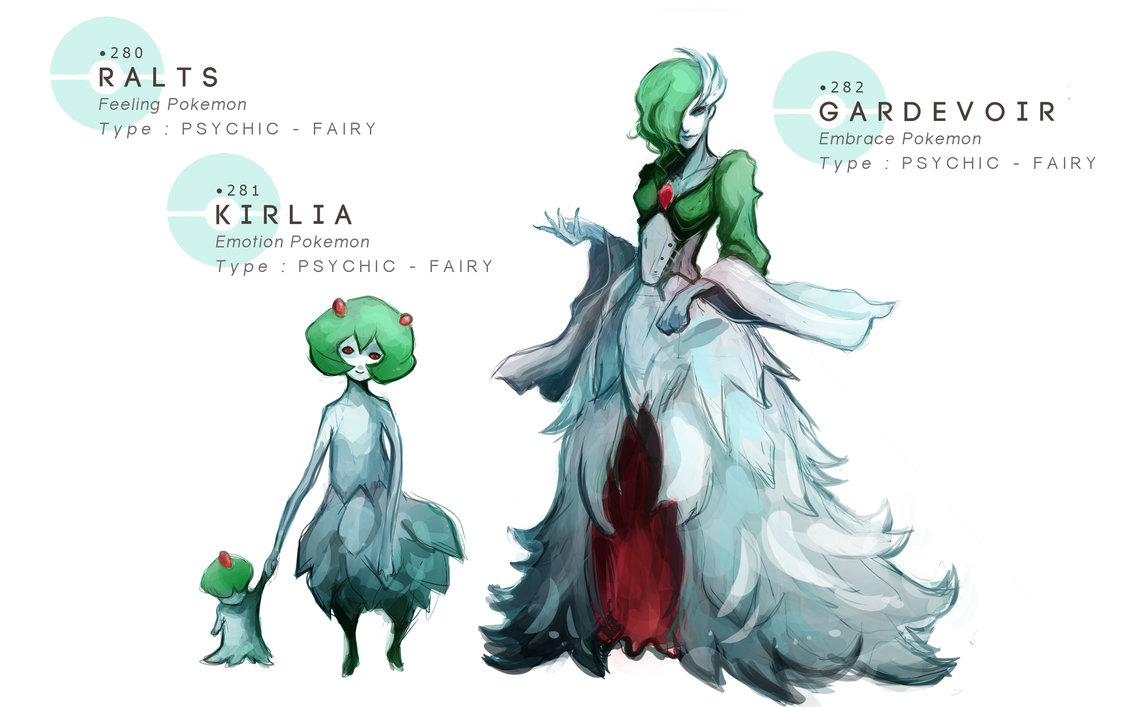 •280
RALTS
Feeling Pokemon
Type : PSYCHIC - FAIRY
•281
KIRLIA
Emotion Pokemon
Type : PSYCHIC - FAIRY
•282
GARDEVOIR
Embrace Pokemon
Type : PSYCHIC - FAIRY